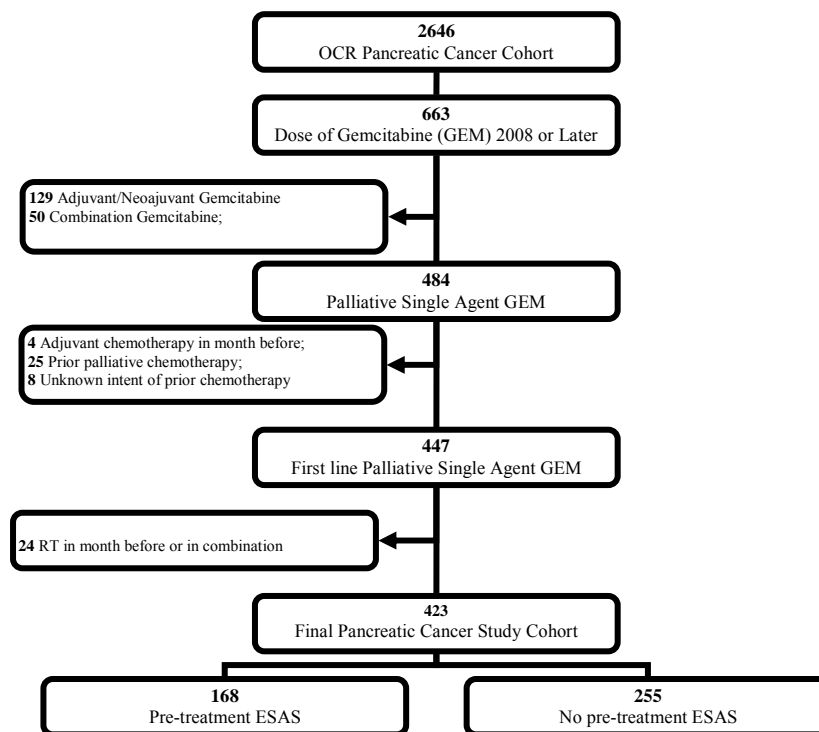 2646
OCR Pancreatic Cancer Cohort
663
Dose of Gemcitabine (GEM) 2008 or Later
129 Adjuvant/Neoajuvant Gemcitabine
50 Combination Gemcitabine;
484
Palliative Single Agent GEM
4 Adjuvant chemotherapy in month before;
25 Prior palliative chemotherapy;
8 Unknown intent of prior chemotherapy
447
First line Palliative Single Agent GEM
24 RT in month before or in combination
423
Final Pancreatic Cancer Study Cohort
168
Pre-treatment ESAS
255
No pre-treatment ESAS